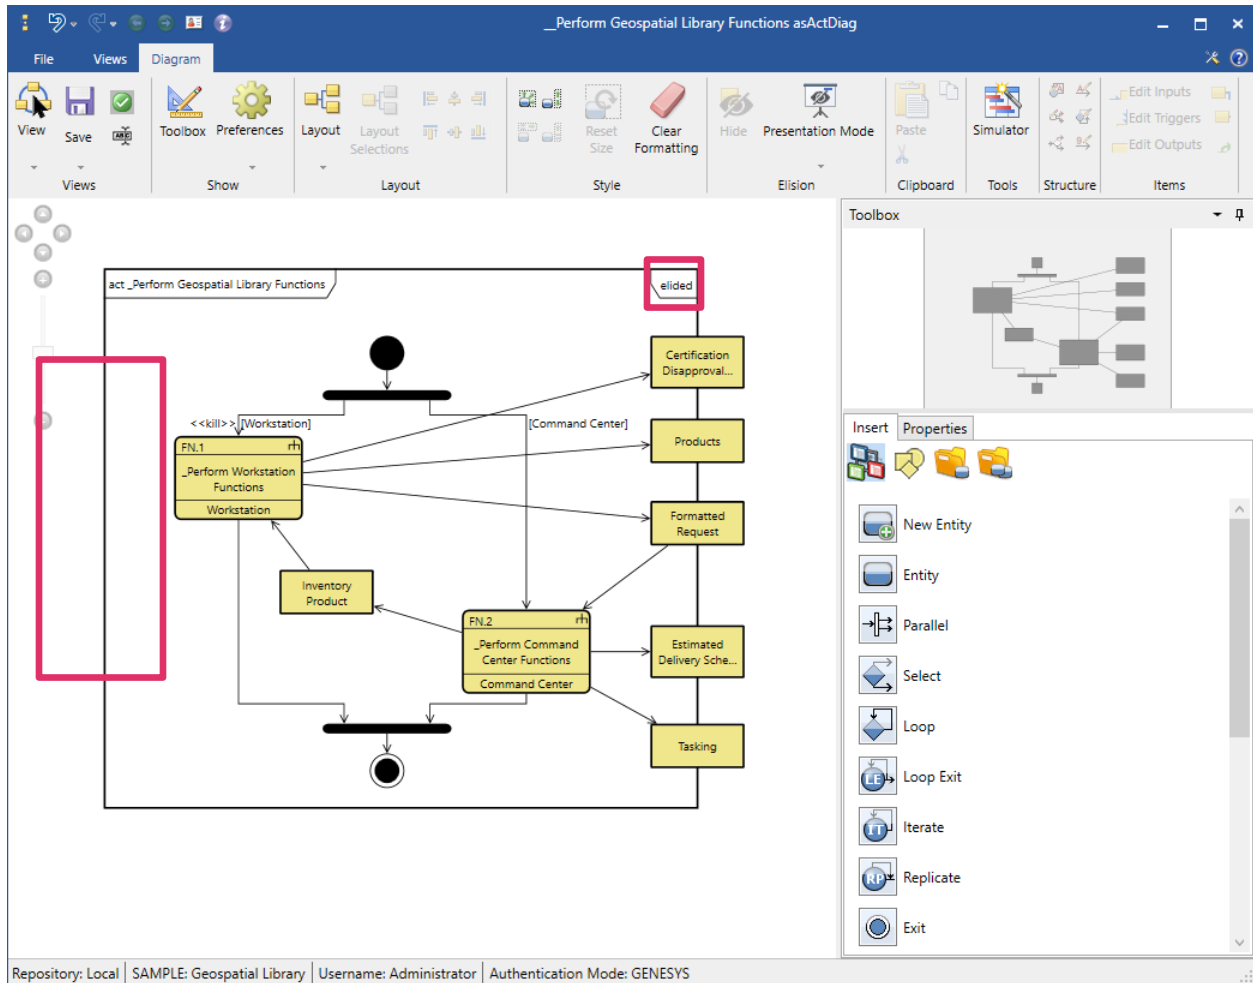 __Perform Geospatial Library Functions asActDiag
File Views Diagram
View
Save
ABC
Toolbox
Preferences
Layout
Layout
Selections
Reset
Size
Clear
Formatting
Hide
Presentation Mode
Paste
Simulator
Edit Inputs
Edit Triggers
Edit Outputs
Views Show Layout Style Elision Clipboard Tools Structure Items
Toolbox
act _Perform Geospatial Library Functions
elided
Certification
Disapproval...
<<kill>> [Workstation]
[Command Center]
FN.1
_Perform Workstation
Functions
Workstation
Products
Formatted
Request
Inventory
Product
FN.2
_Perform Command
Center Functions
Command Center
Estimated
Delivery Sche...
Tasking
Insert Properties
New Entity
Entity
Parallel
Select
Loop
LE Loop Exit
IT Iterate
RP Replicate
Exit
Repository: Local SAMPLE: Geospatial Library Username: Administrator Authentication Mode: GENESYS